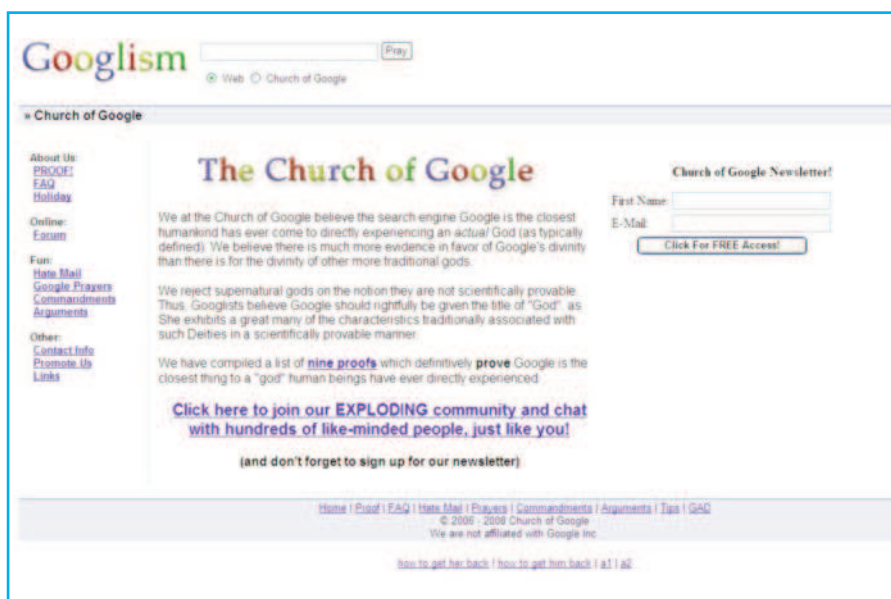 Googlism
Pray
Web Church of Google
» Church of Google
About Us:
PROOF!
FAQ
Holiday
Online:
Forum
Fun:
Hate Mail
Google Prayers
Commandments
Arguments
Other:
Contact Info
Promote Us
Links
The Church of Google
We at the Church of Google believe the search engine Google is the closest
humankind has ever come to directly experiencing an actual God (as typically
defined). We believe there is much more evidence in favor of Google's divinity
than there is for the divinity of other more traditional gods.
We reject supernatural gods on the notion they are not scientifically provable.
Thus, Googlists believe Google should rightfully be given the title of "God", as
She exhibits a great many of the characteristics traditionally associated with
such Deities in a scientifically provable manner.
We have compiled a list of nine proofs which definitively prove Google is the
closest thing to a "god" human beings have ever directly experienced.
Click here to join our EXPLODING community and chat
with hundreds of like-minded people, just like you!
(and don't forget to sign up for our newsletter)
Church of Google Newsletter!
First Name:
E-Mail:
Click For FREE Access!
Home | Proof | FAQ | Hate Mail | Prayers | Commandments | Arguments | Tips | GAD
© 2006 - 2008 Church of Google
We are not affiliated with Google Inc.
how to get her back | how to get him back | a1 | a2